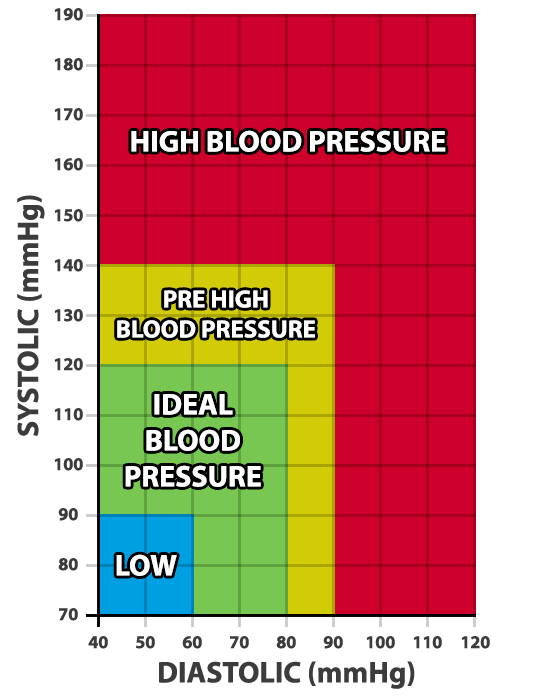 190
180
170
HIGH BLOOD PRESSURE
160
150
140
PRE HIGH
130
BLOOD PRESSURE
120
IDEAL
110
BLOOD
100
PRESSURE
90
LOW
80
70
40 50 60 70 80 90 100 110 120
SYSTOLIC (mmHg)
DIASTOLIC (mmHg)